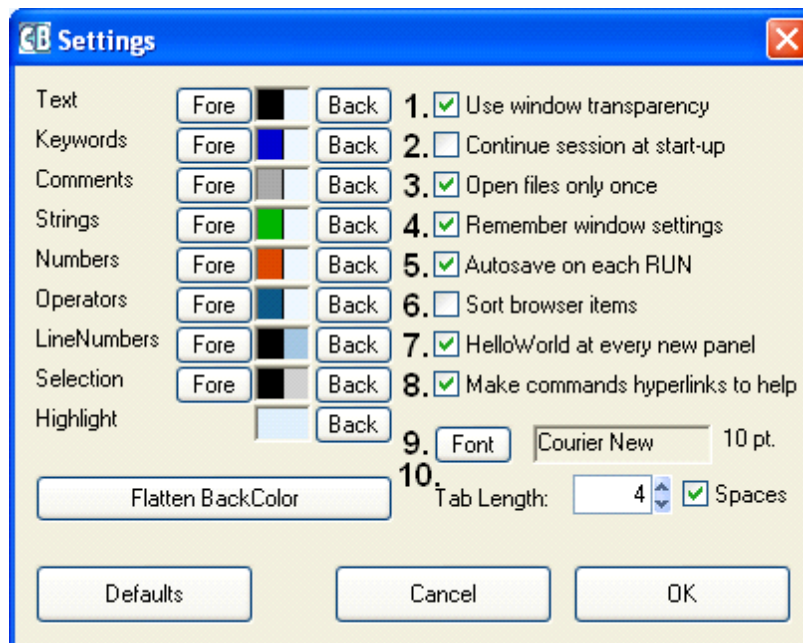 CB Settings
Text Fore Back 1. Use window transparency
Keywords Fore Back 2. Continue session at start-up
Comments Fore Back 3. Open files only once
Strings Fore Back 4. Remember window settings
Numbers Fore Back 5. Autosave on each RUN
Operators Fore Back 6. Sort browser items
LineNumbers Fore Back 7. HelloWorld at every new panel
Selection Fore Back 8. Make commands hyperlinks to help
Highlight Back 9. Font Courier New 10 pt.
Flatten BackColor 10. Tab Length: 4 Spaces
Defaults Cancel OK